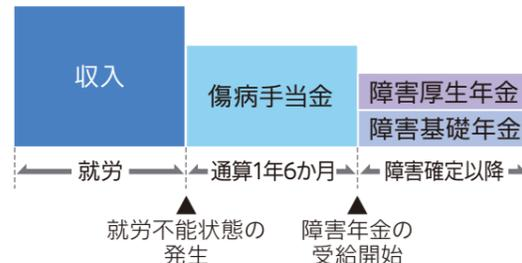 収入
傷病手当金
障害厚生年金
障害基礎年金
就労
通算1年6か月
障害確定以降
就労不能状態の
発生
障害年金の
受給開始